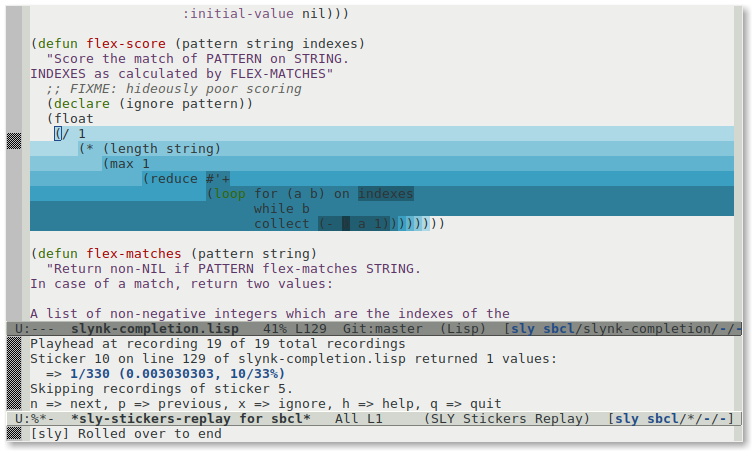 :initial-value nil)))
(defun flex-score (pattern string indexes)
"Score the match of PATTERN on STRING.
INDEXES as calculated by FLEX-MATCHES"
;; FIXME: hideously poor scoring
(declare (ignore pattern))
(float
(/ 1
(* (length string)
(max 1
(reduce #'+
(loop for (a b) on indexes
while b
collect (- b a 1)))))))))
(defun flex-matches (pattern string)
"Return non-NIL if PATTERN flex-matches STRING.
In case of a match, return two values:
A list of non-negative integers which are the indexes of the
U:--- slynk-completion.lisp 41% L129 Git:master (Lisp) [sly sbcl/slynk-completion/-/-
Playhead at recording 19 of 19 total recordings
Sticker 10 on line 129 of slynk-completion.lisp returned 1 values:
=> 1/330 (0.003030303, 10/33%)
Skipping recordings of sticker 5.
n => next, p => previous, x => ignore, h => help, q => quit
U:%*- *sly-stickers-replay for sbcl* All L1 (SLY Stickers Replay) [sly sbcl/*/-/-]
[sly] Rolled over to end